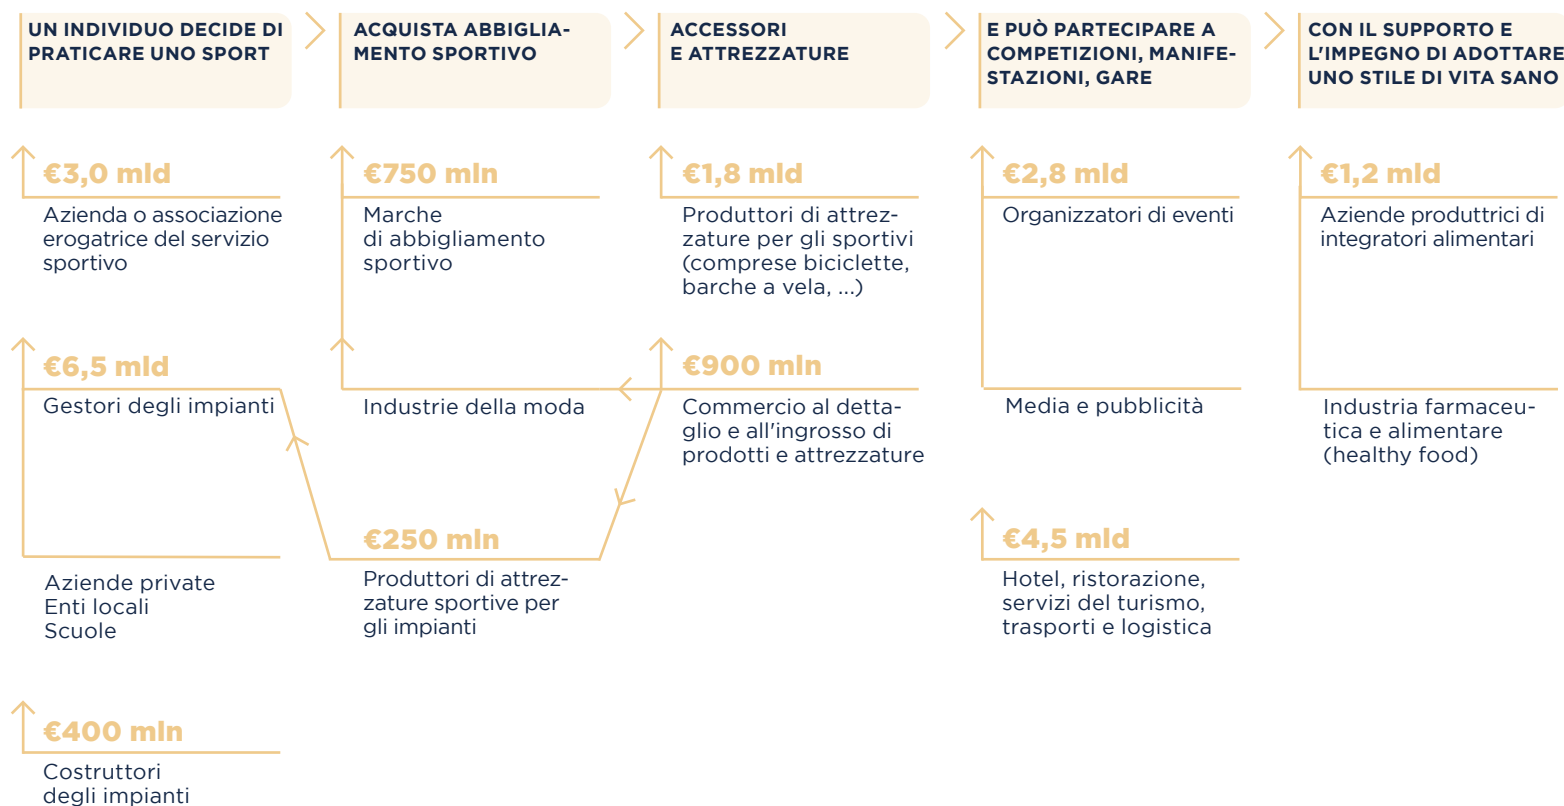 UN INDIVIDUO DECIDE DI
PRATICARE UNO SPORT
ACQUISTA ABBIGLIA-
MENTO SPORTIVO
ACCESSORI
E ATTREZZATURE
E PUÒ PARTECIPARE A
COMPETIZIONI, MANIFE-
STAZIONI, GARE
CON IL SUPPORTO E
L'IMPEGNO DI ADOTTARE
UNO STILE DI VITA SANO
€3,0 mld
Azienda o associazione
erogatrice del servizio
sportivo
€750 mln
Marche
di abbigliamento
sportivo
€1,8 mld
Produttori di attrez-
zature per gli sportivi
(comprese biciclette,
barche a vela, ...)
€2,8 mld
Organizzatori di eventi
€1,2 mld
Aziende produttrici di
integratori alimentari
€6,5 mld
Gestori degli impianti
Industrie della moda
€900 mln
Commercio al detta-
glio e all'ingrosso di
prodotti e attrezzature
Media e pubblicità
Industria farmaceu-
tica e alimentare
(healthy food)
Aziende private
Enti locali
Scuole
€250 mln
Produttori di attrez-
zature sportive per
gli impianti
€4,5 mld
Hotel, ristorazione,
servizi del turismo,
trasporti e logistica
€400 mln
Costruttori
degli impianti